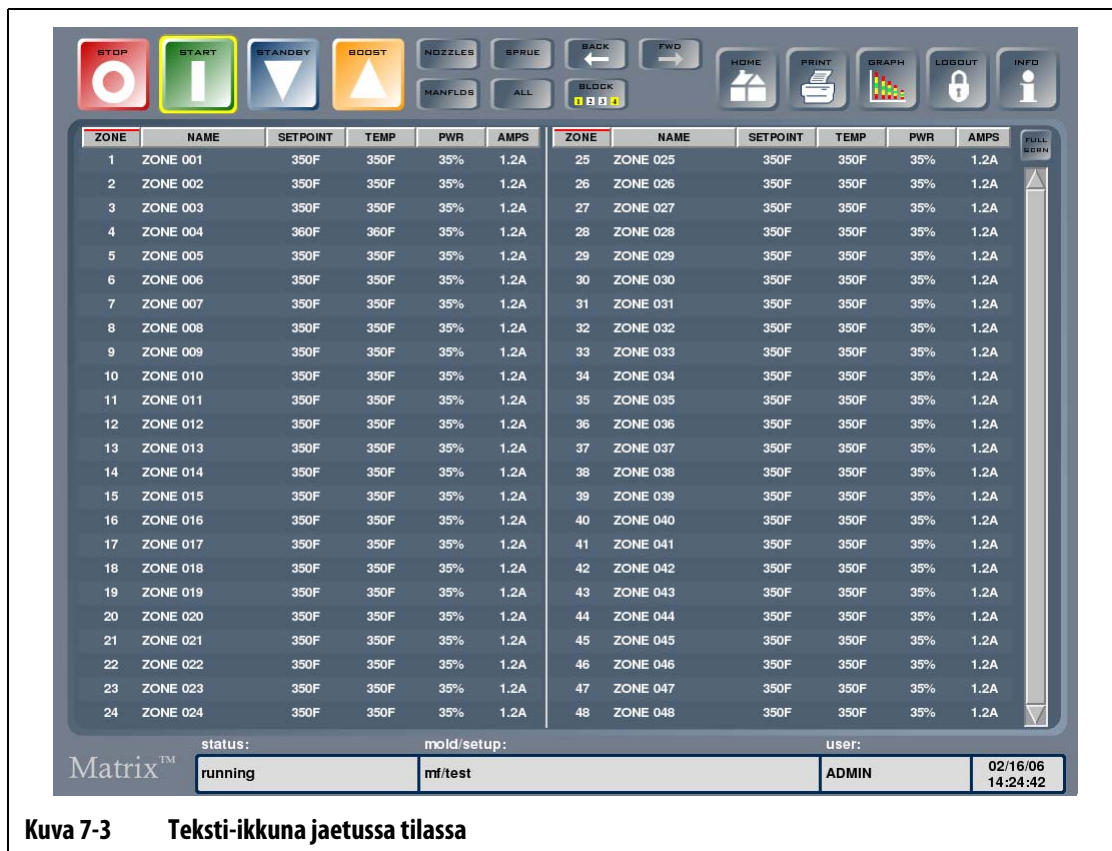 STOP START STANDBY BOOST NOZZLES SPRUE BACK FWD
MANFLDS ALL BLOCK
1 2 3 4
HOME PRINT GRAPH LOGOUT INFO
ZONE NAME SETPOINT TEMP PWR AMPS ZONE NAME SETPOINT TEMP PWR AMPS FULL SCRN
1 ZONE 001 350F 350F 35% 1.2A 25 ZONE 025 350F 350F 35% 1.2A
2 ZONE 002 350F 350F 35% 1.2A 26 ZONE 026 350F 350F 35% 1.2A
3 ZONE 003 350F 350F 35% 1.2A 27 ZONE 027 350F 350F 35% 1.2A
4 ZONE 004 360F 360F 35% 1.2A 28 ZONE 028 350F 350F 35% 1.2A
5 ZONE 005 350F 350F 35% 1.2A 29 ZONE 029 350F 350F 35% 1.2A
6 ZONE 006 350F 350F 35% 1.2A 30 ZONE 030 350F 350F 35% 1.2A
7 ZONE 007 350F 350F 35% 1.2A 31 ZONE 031 350F 350F 35% 1.2A
8 ZONE 008 350F 350F 35% 1.2A 32 ZONE 032 350F 350F 35% 1.2A
9 ZONE 009 350F 350F 35% 1.2A 33 ZONE 033 350F 350F 35% 1.2A
10 ZONE 010 350F 350F 35% 1.2A 34 ZONE 034 350F 350F 35% 1.2A
11 ZONE 011 350F 350F 35% 1.2A 35 ZONE 035 350F 350F 35% 1.2A
12 ZONE 012 350F 350F 35% 1.2A 36 ZONE 036 350F 350F 35% 1.2A
13 ZONE 013 350F 350F 35% 1.2A 37 ZONE 037 350F 350F 35% 1.2A
14 ZONE 014 350F 350F 35% 1.2A 38 ZONE 038 350F 350F 35% 1.2A
15 ZONE 015 350F 350F 35% 1.2A 39 ZONE 039 350F 350F 35% 1.2A
16 ZONE 016 350F 350F 35% 1.2A 40 ZONE 040 350F 350F 35% 1.2A
17 ZONE 017 350F 350F 35% 1.2A 41 ZONE 041 350F 350F 35% 1.2A
18 ZONE 018 350F 350F 35% 1.2A 42 ZONE 042 350F 350F 35% 1.2A
19 ZONE 019 350F 350F 35% 1.2A 43 ZONE 043 350F 350F 35% 1.2A
20 ZONE 020 350F 350F 35% 1.2A 44 ZONE 044 350F 350F 35% 1.2A
21 ZONE 021 350F 350F 35% 1.2A 45 ZONE 045 350F 350F 35% 1.2A
22 ZONE 022 350F 350F 35% 1.2A 46 ZONE 046 350F 350F 35% 1.2A
23 ZONE 023 350F 350F 35% 1.2A 47 ZONE 047 350F 350F 35% 1.2A
24 ZONE 024 350F 350F 35% 1.2A 48 ZONE 048 350F 350F 35% 1.2A
status: mold/setup: user:
Matrix™ running mf/test ADMIN 02/16/06
14:24:42
Kuva 7-3 Teksti-ikkuna jaetussa tilassa